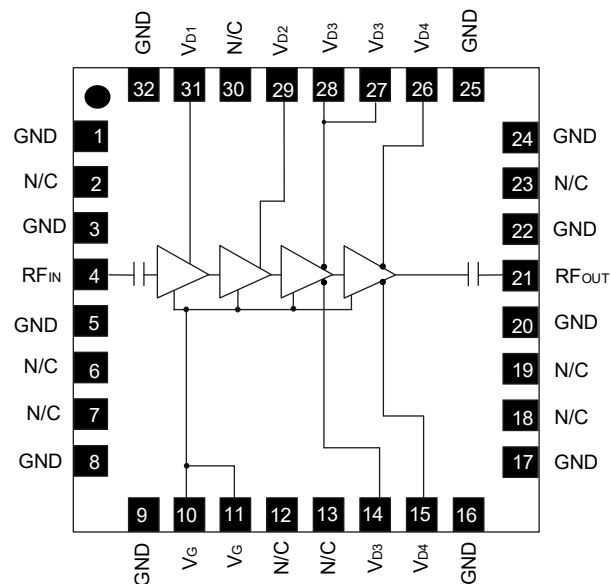 GND VD1 N/C VD2 VD3 VD3 VD4 GND
32 31 30 29 28 27 26 25
GND 1
N/C 2
GND 3
RFIN 4
GND 5
N/C 6
N/C 7
GND 8
24 GND
23 N/C
22 GND
21 RFOUT
20 GND
19 N/C
18 N/C
17 GND
9 10 11 12 13 14 15 16
GND VG VG N/C N/C VD3 VD4 GND